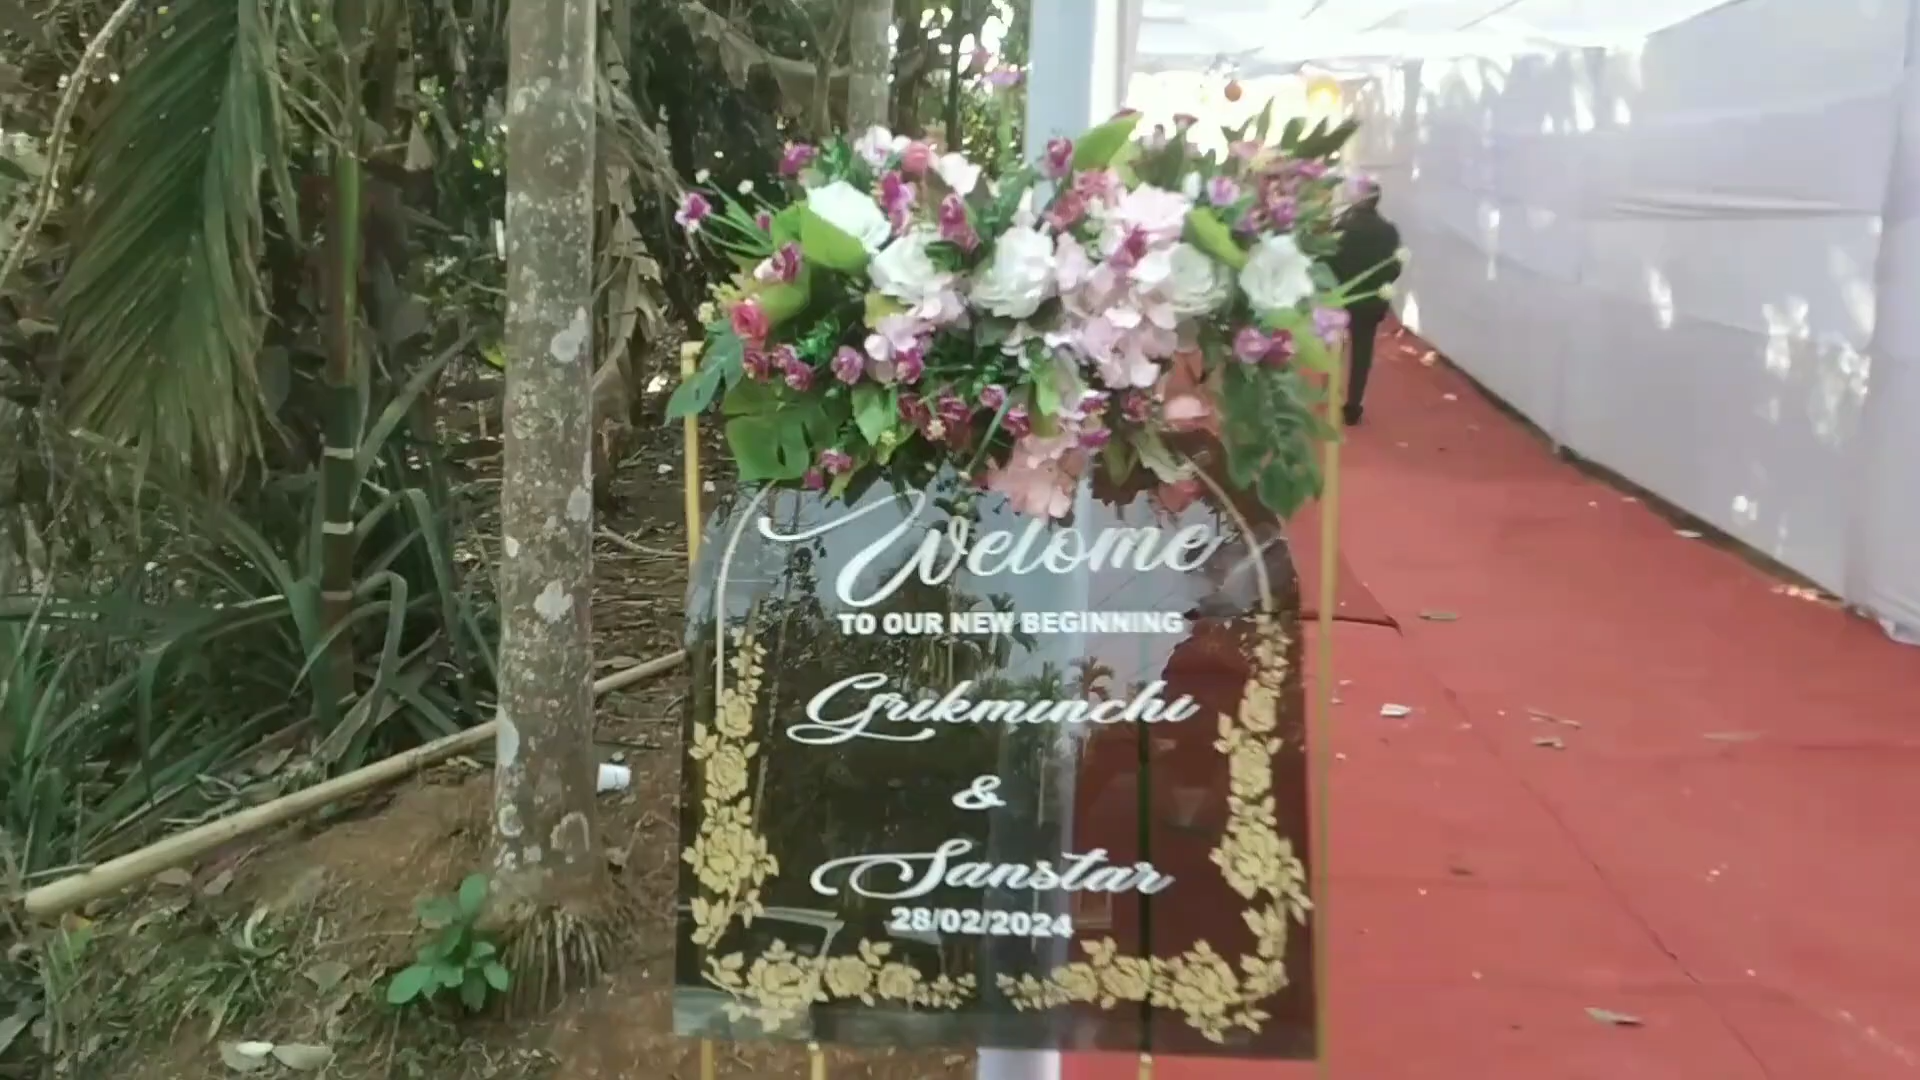 Welome
TO OUR NEW BEGINNING
Grikminchi
&
Sanstar
28/02/2024